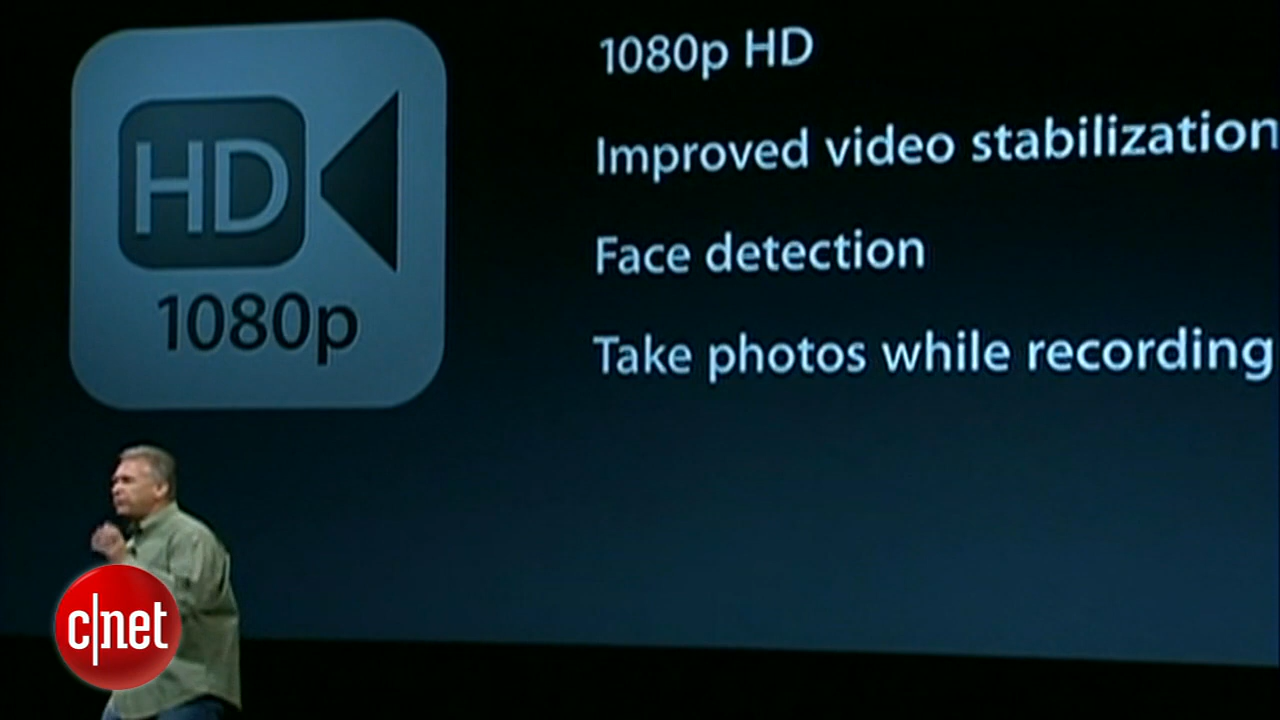 HD
1080p
1080p HD
Improved video stabilization
Face detection
Take photos while recording
c|net